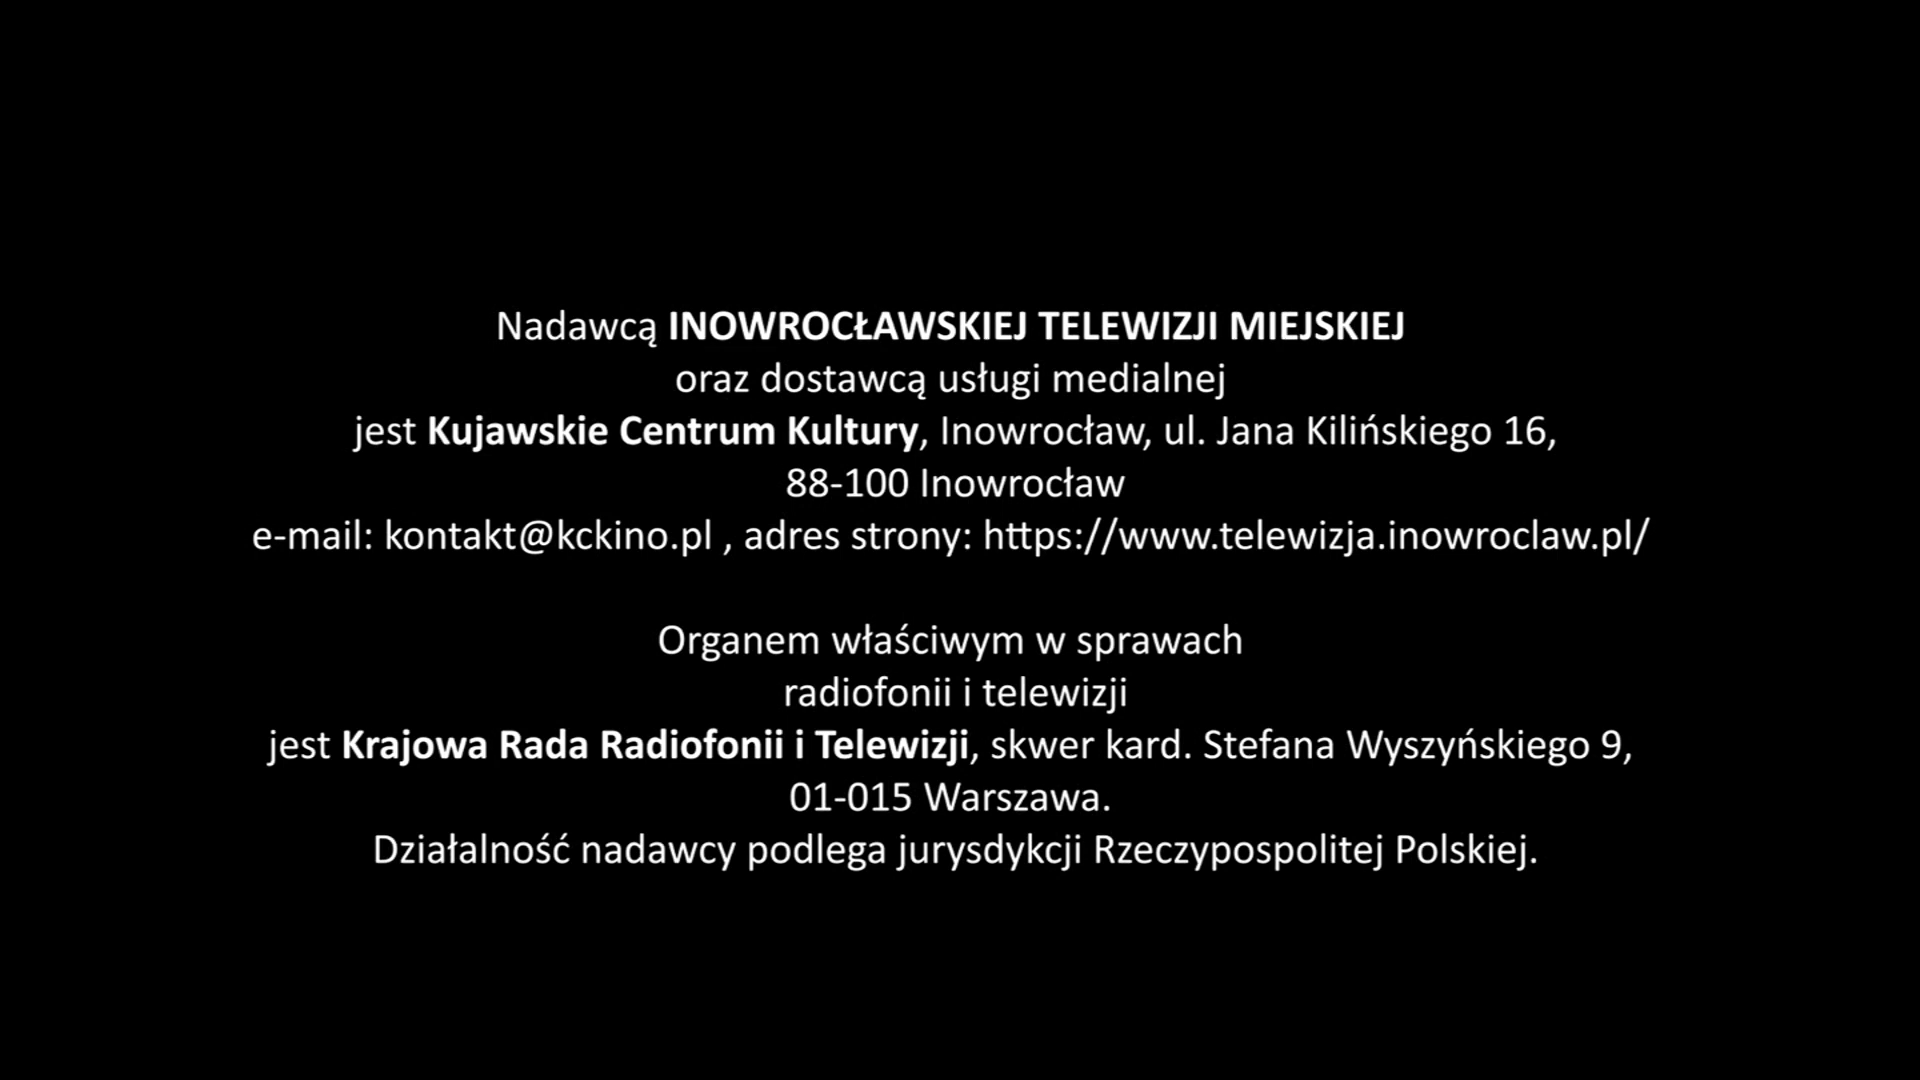 Nadawcą INOWROCŁAWSKIEJ TELEWIZJI MIEJSKIEJ
oraz dostawcą usługi medialnej
jest Kujawskie Centrum Kultury, Inowrocław, ul. Jana Kilińskiego 16,
88-100 Inowrocław
e-mail: kontakt@kckino.pl , adres strony: https://www.telewizja.inowroclaw.pl/
Organem właściwym w sprawach
radiofonii i telewizji
jest Krajowa Rada Radiofonii i Telewizji, skwer kard. Stefana Wyszyńskiego 9,
01-015 Warszawa.
Działalność nadawcy podlega jurysdykcji Rzeczypospolitej Polskiej.